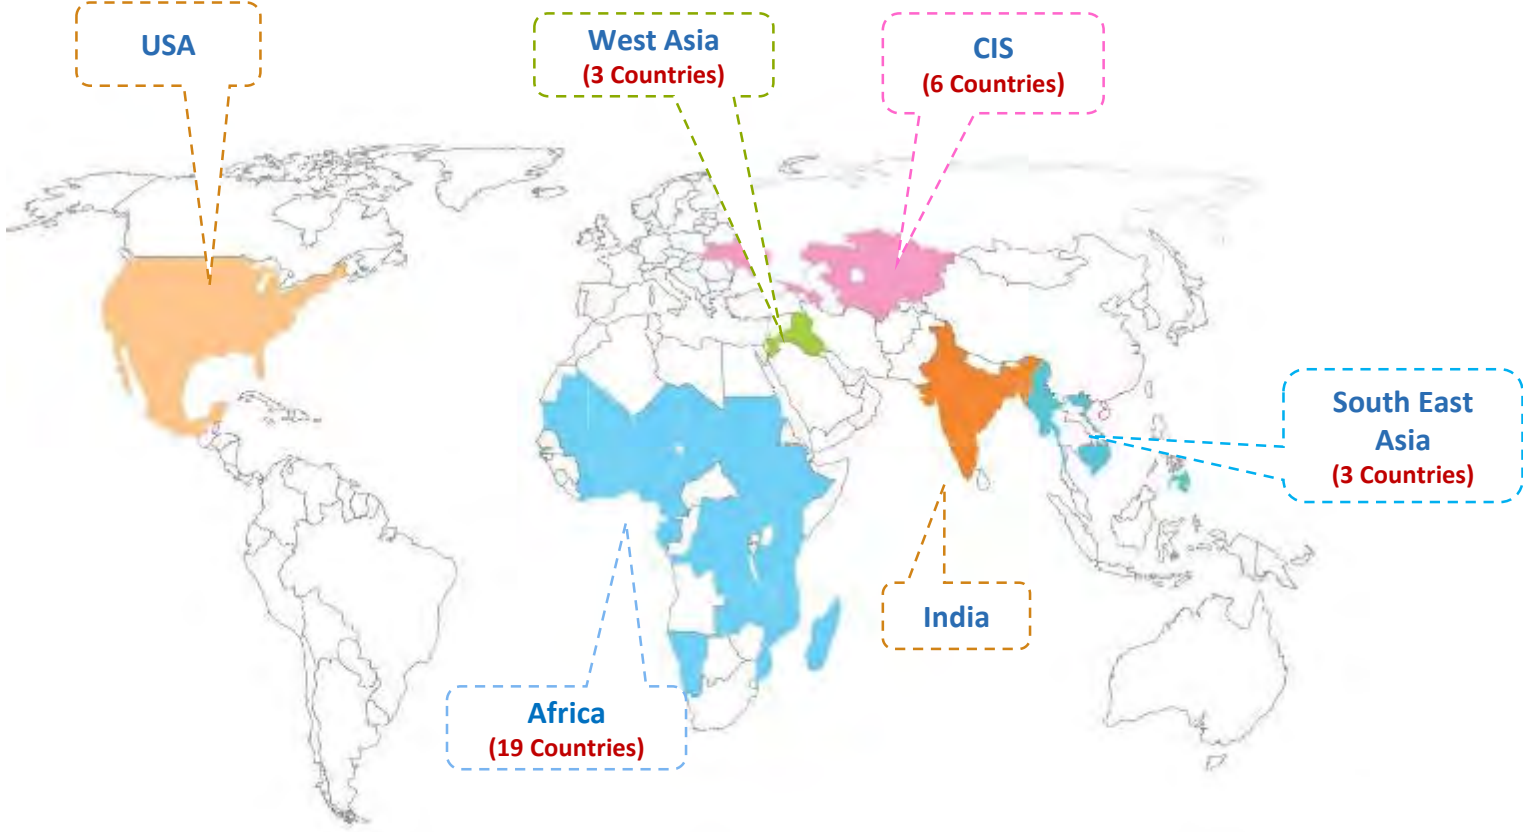 USA
West Asia
(3 Countries)
CIS
(6 Countries)
South East
Asia
(3 Countries)
India
Africa
(19 Countries)